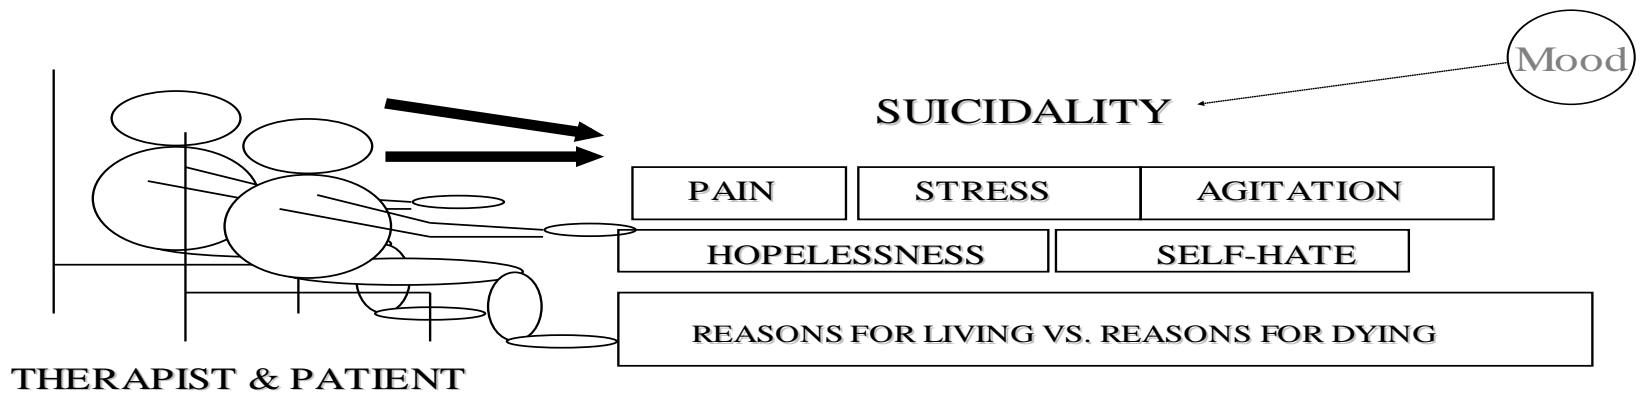 Mood
SUICIDALITY
PAIN STRESS AGITATION
HOPELESSNESS SELF-HATE
REASONS FOR LIVING VS. REASONS FOR DYING
THERAPIST & PATIENT